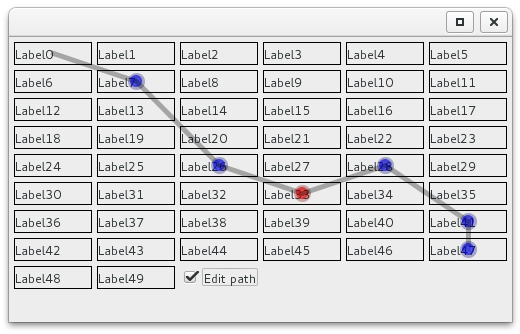 Label0 Label1 Label2 Label3 Label4 Label5
Label6 Label7 Label8 Label9 Label10 Label11
Label12 Label13 Label14 Label15 Label16 Label17
Label18 Label19 Label20 Label21 Label22 Label23
Label24 Label25 Label26 Label27 Label28 Label29
Label30 Label31 Label32 Label33 Label34 Label35
Label36 Label37 Label38 Label39 Label40 Label41
Label42 Label43 Label44 Label45 Label46 Label47
Label48 Label49 Edit path